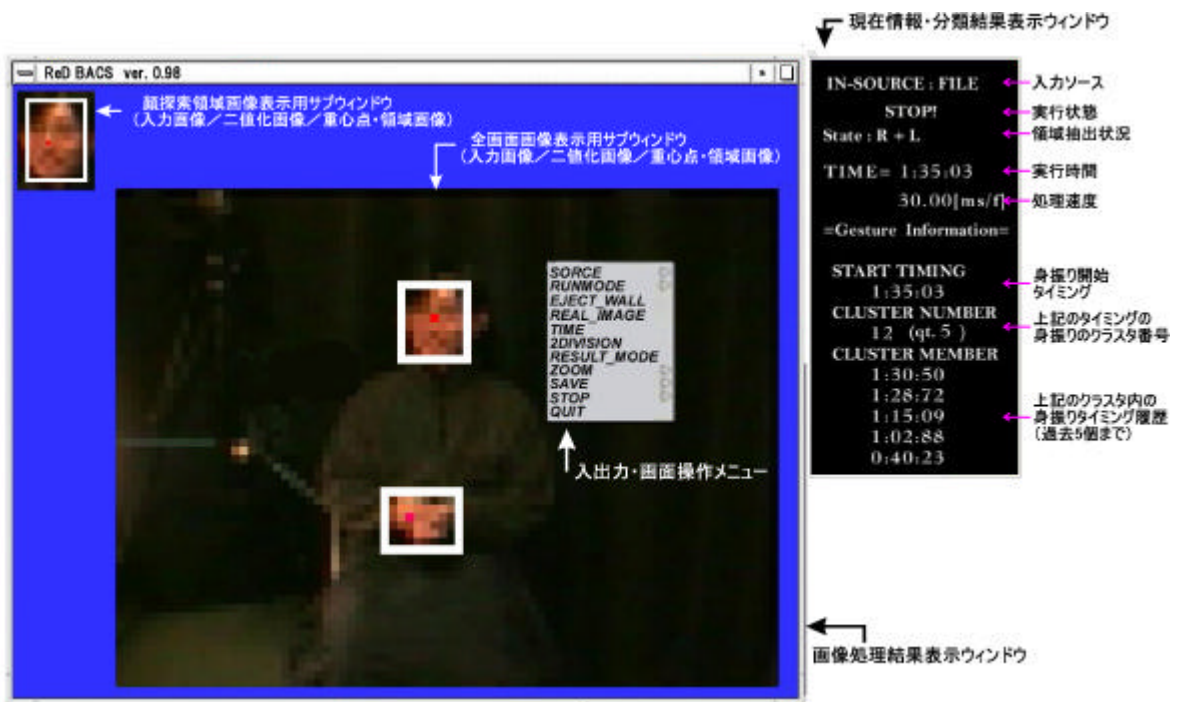 現在情報・分類結果表示ウィンドウ
ReD BACS ver. 0.98
顔探索領域画像表示用サブウィンドウ
(入力画像/二値化画像/重心点・領域画像)
全画面画像表示用サブウィンドウ
(入力画像/二値化画像/重心点・領域画像)
SORCE
RUNMODE
EJECT_WALL
REAL_IMAGE
TIME
2DIVISION
RESULT_MODE
ZOOM
SAVE
STOP
QUIT
入出力・画面操作メニュー
IN-SOURCE : FILE
入力ソース
STOP!
実行状態
State : R + L
領域抽出状況
TIME= 1:35:03
実行時間
30.00[ms/f]
処理速度
=Gesture Information=
START TIMING
1:35:03
身振り開始
タイミング
CLUSTER NUMBER
12 (qt. 5 )
上記のタイミングの
身振りのクラスタ番号
CLUSTER MEMBER
1:30:50
1:28:72
1:15:09
1:02:88
0:40:23
上記のクラスタ内の
身振りタイミング履歴
(過去5個まで)
画像処理結果表示ウィンドウ